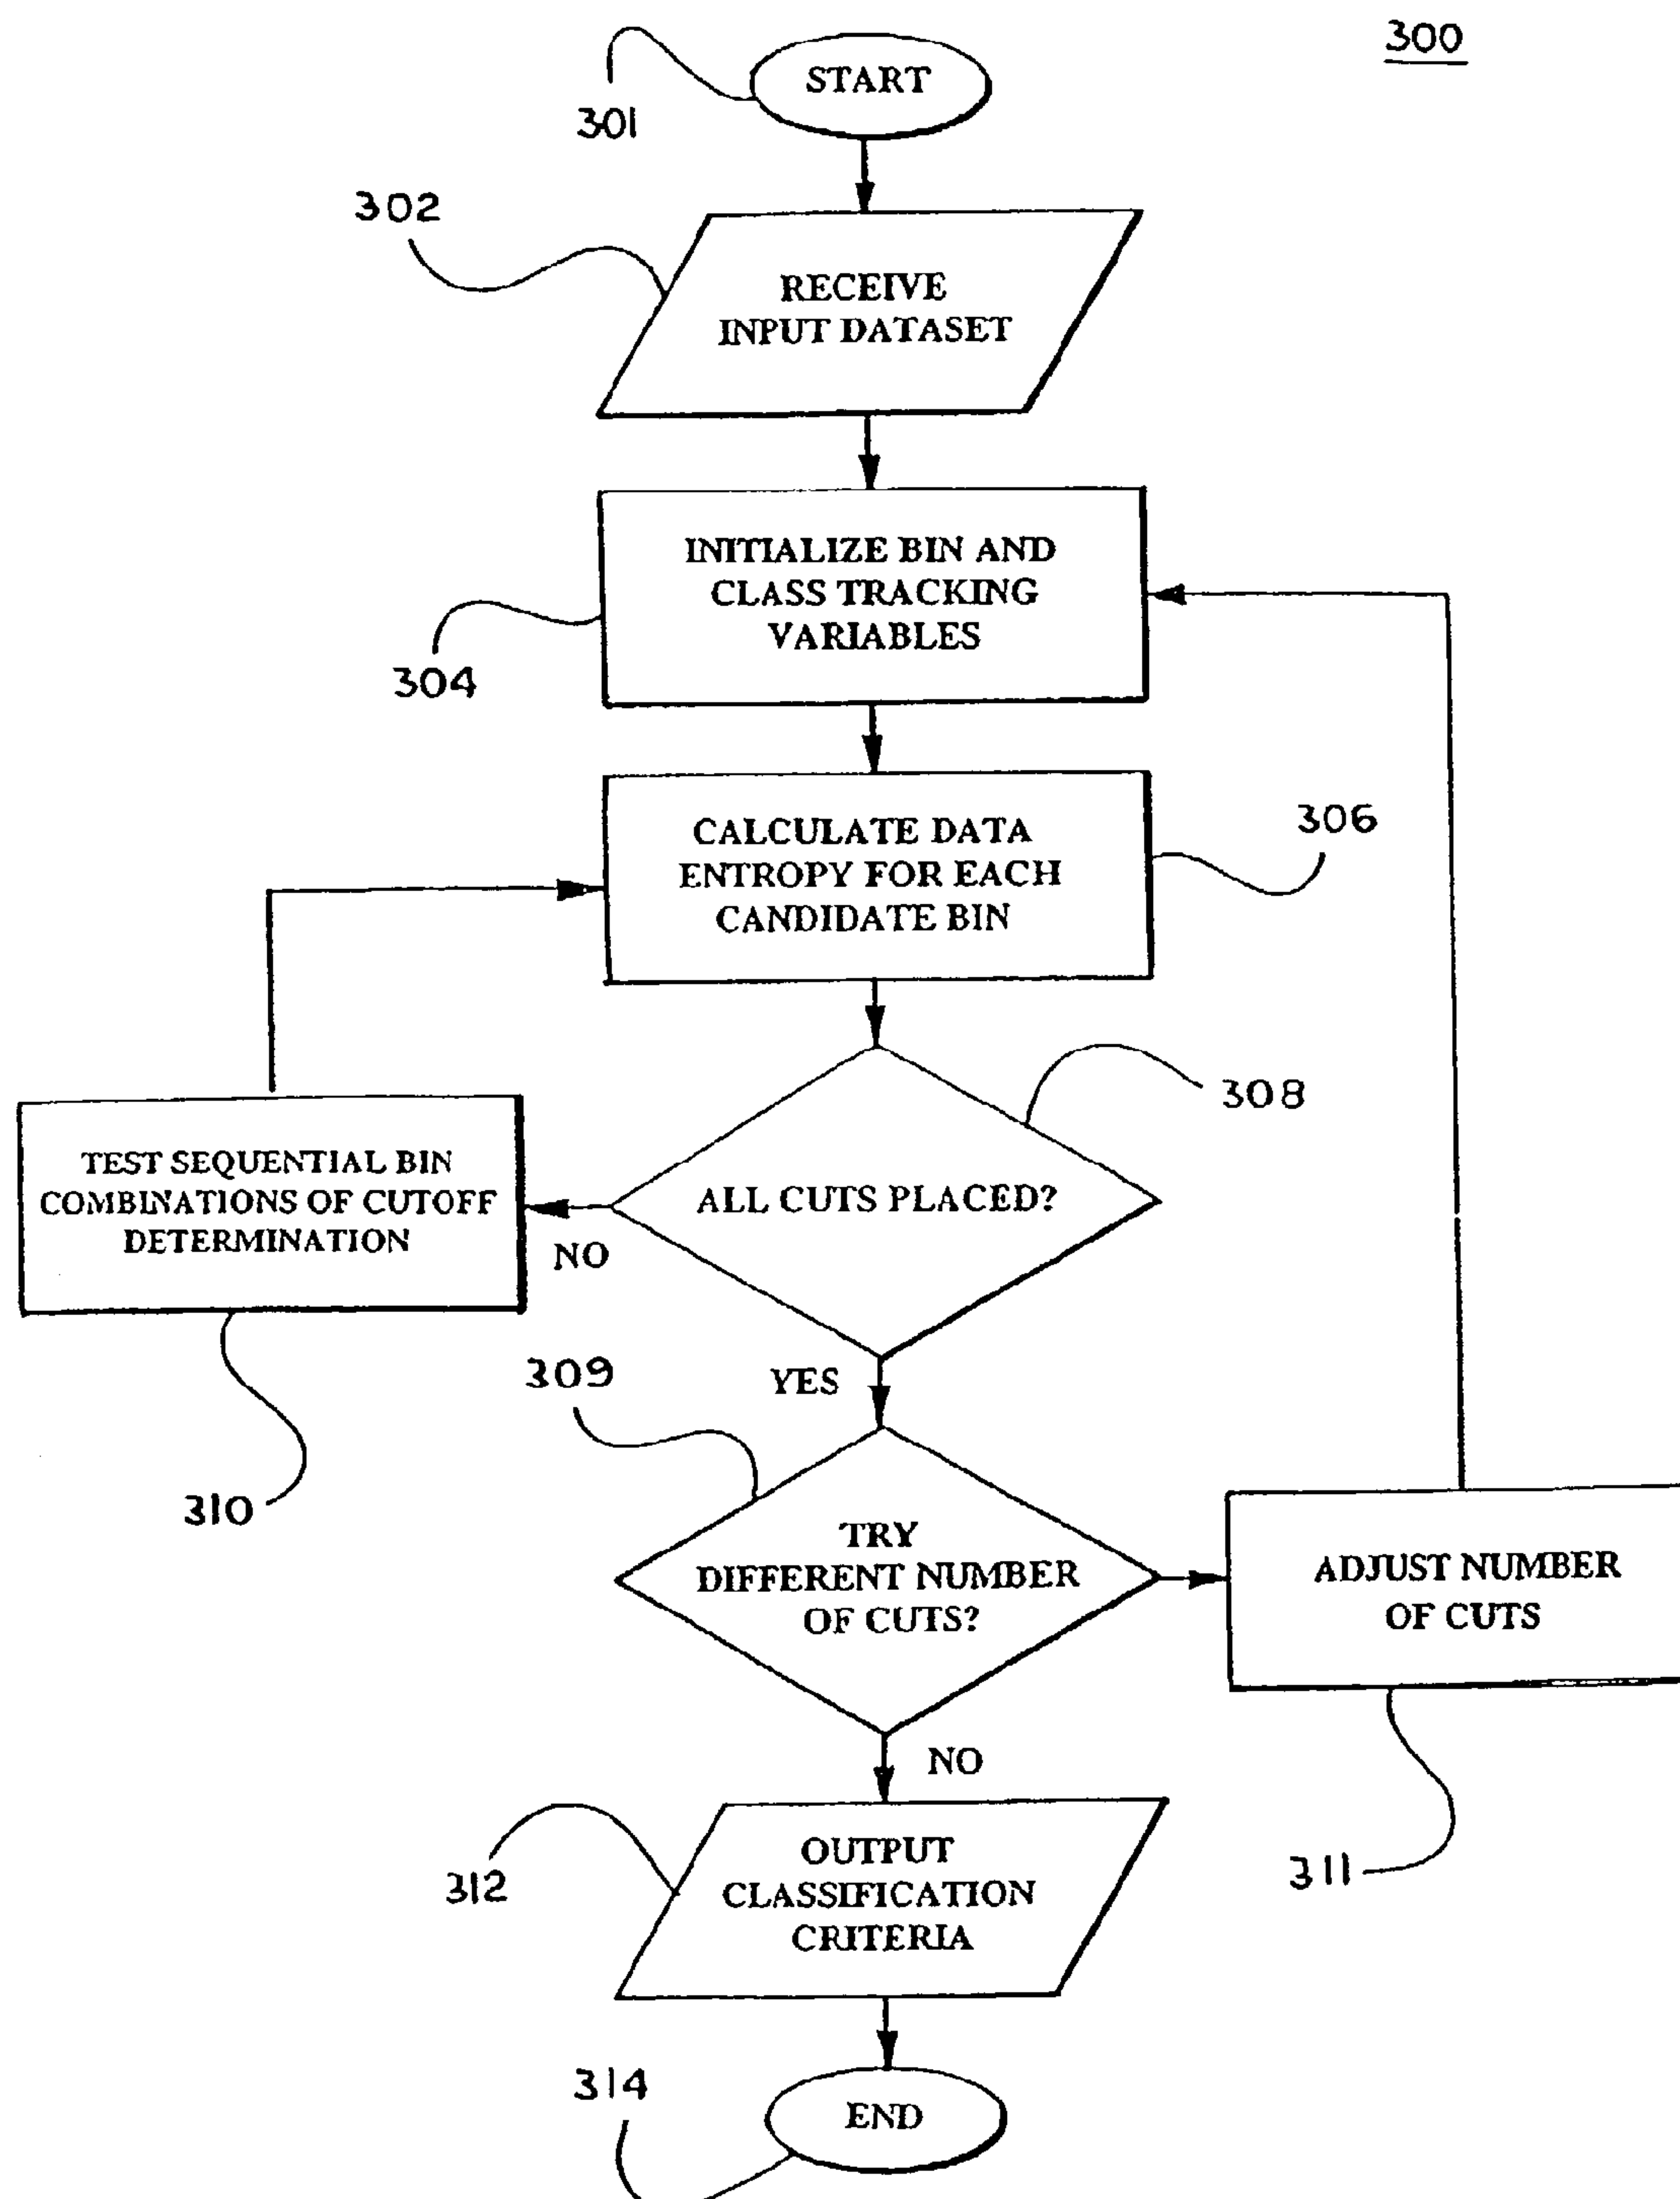 300
START
301
302
RECEIVE
INPUT DATASET
INITIALIZE BIN AND
CLASS TRACKING
VARIABLES
304
306
CALCULATE DATA
ENTROPY FOR EACH
CANDIDATE BIN
308
ALL CUTS PLACED?
TEST SEQUENTIAL BIN
COMBINATIONS OF CUTOFF
DETERMINATION
NO
310
YES
309
TRY
DIFFERENT NUMBER
OF CUTS?
ADJUST NUMBER
OF CUTS
311
NO
312
OUTPUT
CLASSIFICATION
CRITERIA
314
END